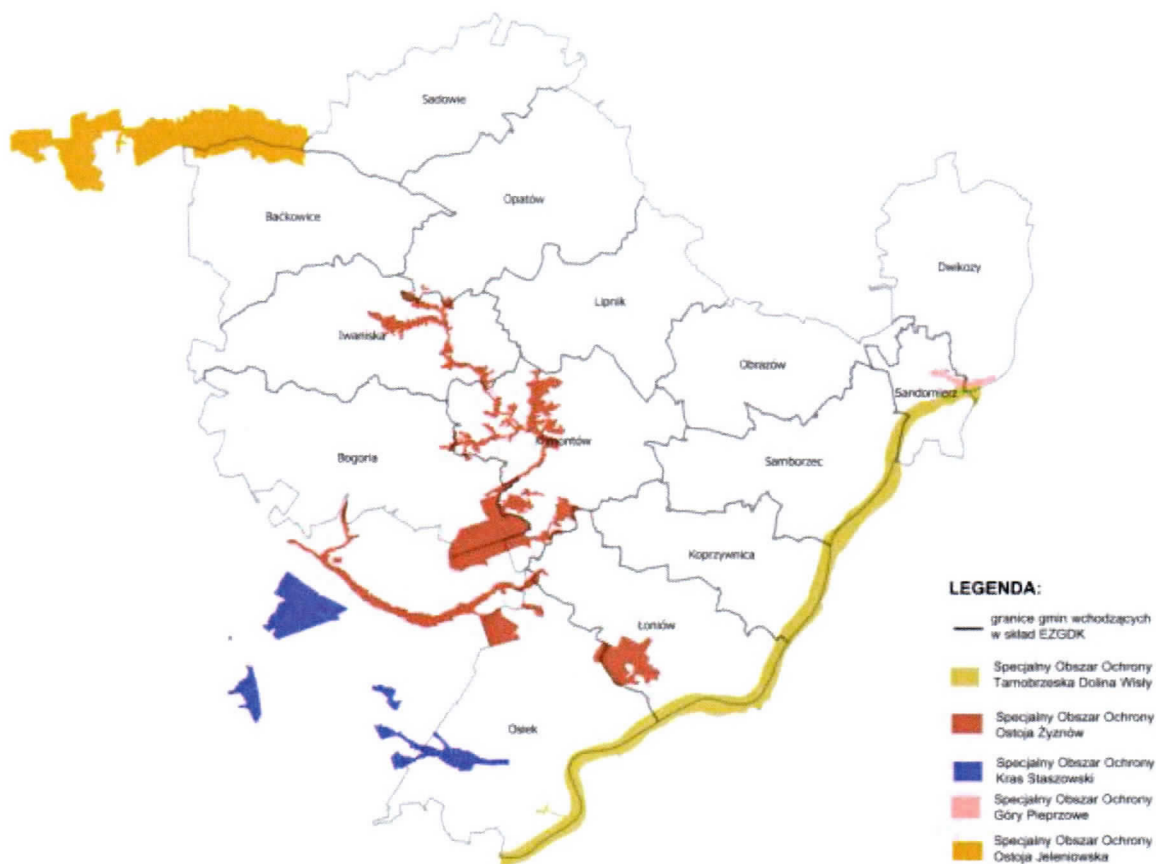 Sadowie
Opatów
Baćkowice
Dwikozy
Lipnik
Iwaniska
Obrazów
Sandomierz
Bogoria
Samborzec
Koprzywnica
Łoniów
Osiek
LEGENDA:
granice gmin wchodzących
w skład EZGDK
Specjalny Obszar Ochrony
Tarnobrzeska Dolina Wisły
Specjalny Obszar Ochrony
Ostoja Żyznów
Specjalny Obszar Ochrony
Kras Staszowski
Specjalny Obszar Ochrony
Góry Pieprzowe
Specjalny Obszar Ochrony
Ostoja Jeleniowska